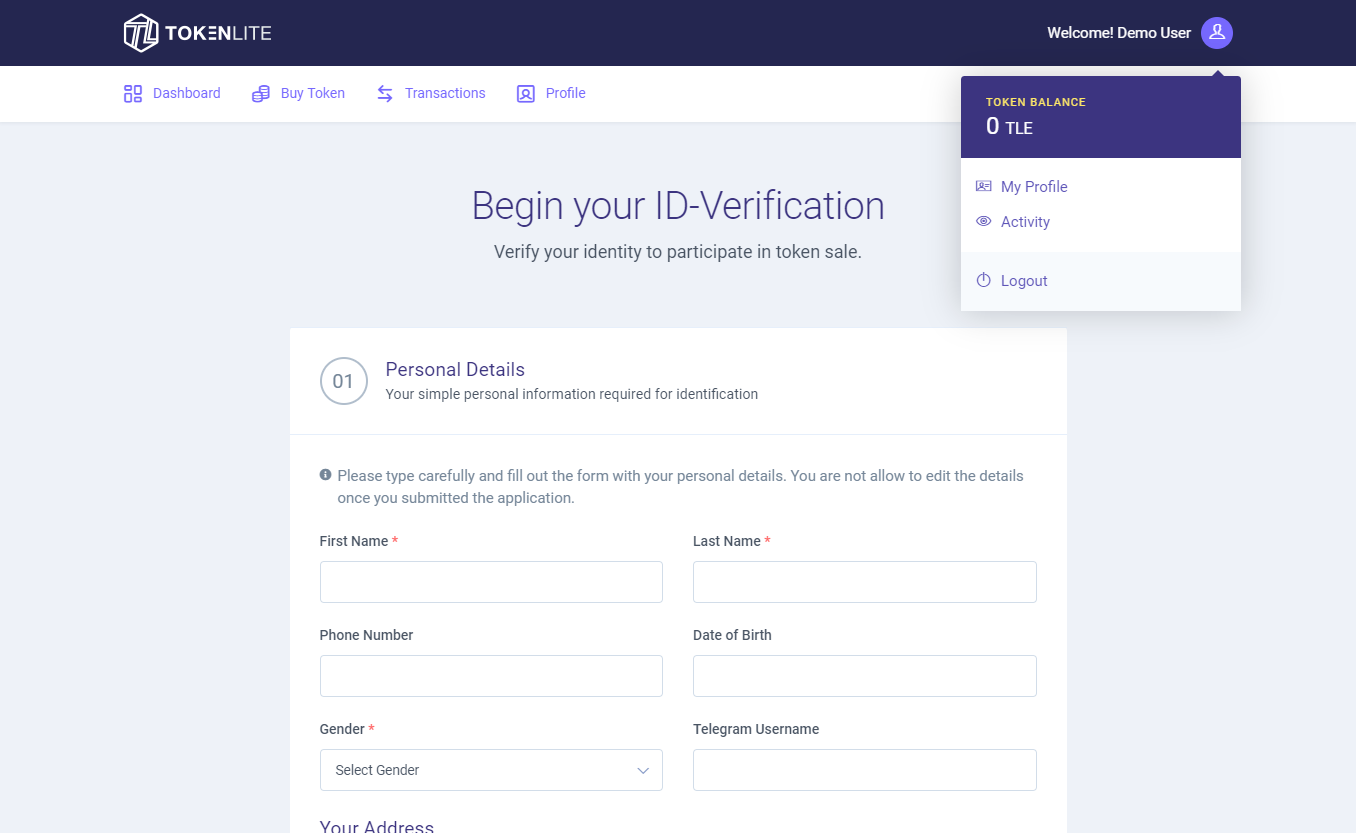 TOKENLITE
Welcome! Demo User
Dashboard
Buy Token
Transactions
Profile
TOKEN BALANCE
0 TLE
My Profile
Activity
Logout
Begin your ID-Verification
Verify your identity to participate in token sale.
01
Personal Details
Your simple personal information required for identification
Please type carefully and fill out the form with your personal details. You are not allow to edit the details
once you submitted the application.
First Name *
Last Name *
Phone Number
Date of Birth
Gender *
Telegram Username
Select Gender
Your Address